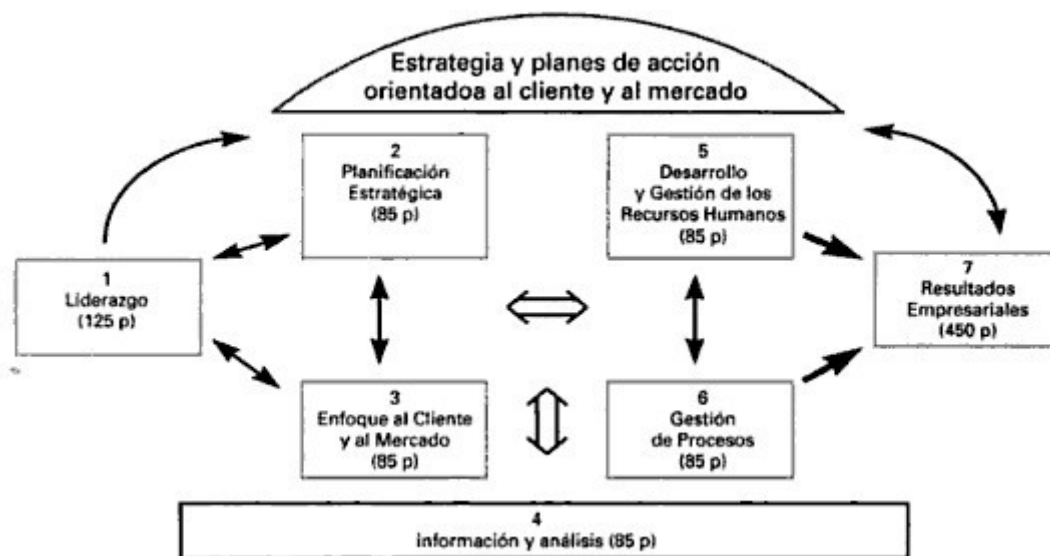 Estrategia y planes de acción
orientadoa al cliente y al mercado
2
Planificación
Estratégica
(85 p)
5
Desarrollo
y Gestión de los
Recursos Humanos
(85 p)
1
Liderazgo
(125 p)
7
Resultados
Empresariales
(450 p)
3
Enfoque al Cliente
y al Mercado
(85 p)
6
Gestión
de Procesos
(85 p)
4
información y análisis (85 p)